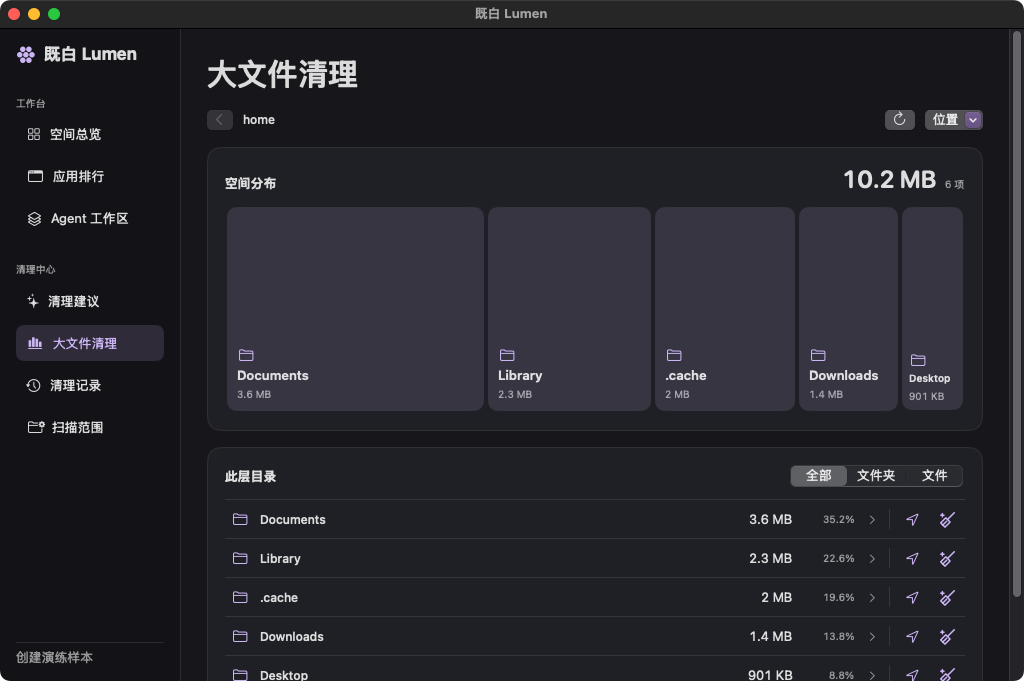 既白 Lumen
既白 Lumen
工作台
空间总览
应用排行
Agent 工作区
清理中心
清理建议
大文件清理
清理记录
扫描范围
创建演练样本
大文件清理
home
位置
空间分布
10.2 MB 6 项
Documents
3.6 MB
Library
2.3 MB
.cache
2 MB
Downloads
1.4 MB
Desktop
901 KB
此层目录
全部 文件夹 文件
Documents 3.6 MB 35.2%
Library 2.3 MB 22.6%
.cache 2 MB 19.6%
Downloads 1.4 MB 13.8%
Desktop 901 KB 8.8%